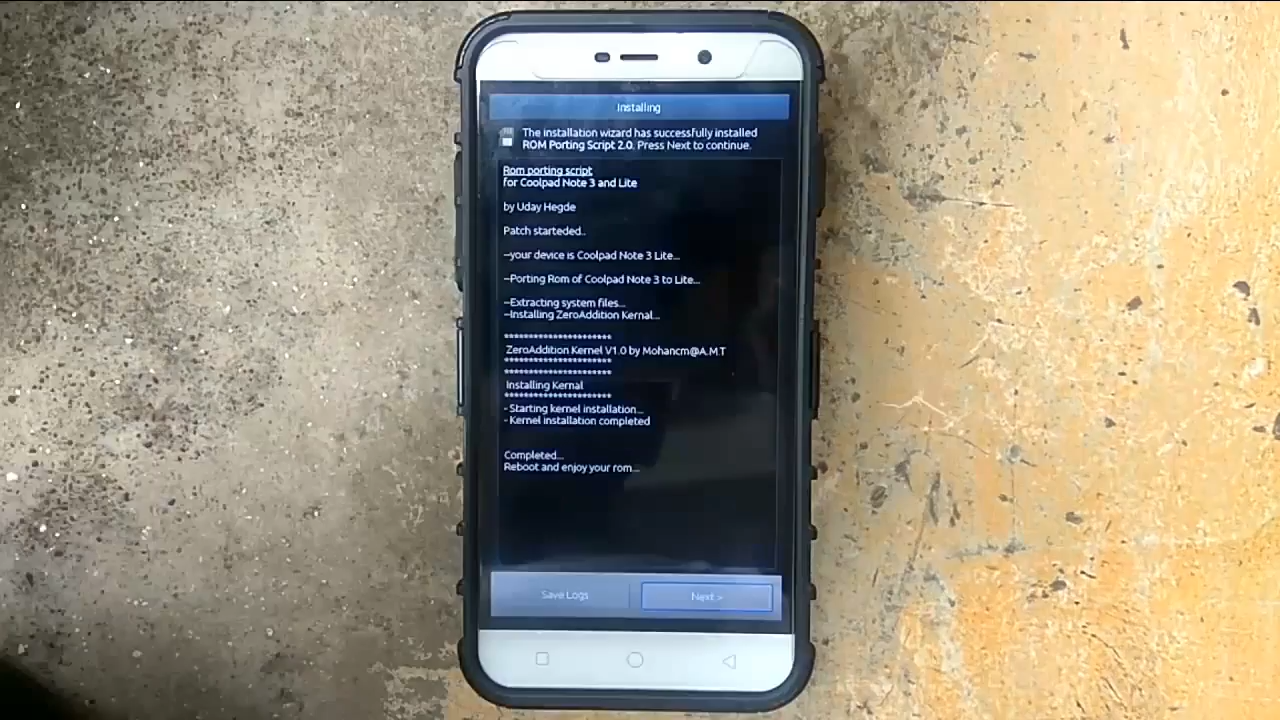 Installing
The installation wizard has successfully installed
ROM Porting Script 2.0. Press Next to continue.
Rom porting script
for Coolpad Note 3 and Lite
by Uday Hegde
Patch starteded..
--your device is Coolpad Note 3 Lite...
--Porting Rom of Coolpad Note 3 to Lite...
--Extracting system files...
--Installing ZeroAddition Kernal...
**********************
ZeroAddition Kernel V1.0 by Mohancm@A.M.T
**********************
**********************
Installing Kernal
**********************
- Starting kernel installation...
- Kernel installation completed
Completed...
Reboot and enjoy your rom...
Save Logs
Next >